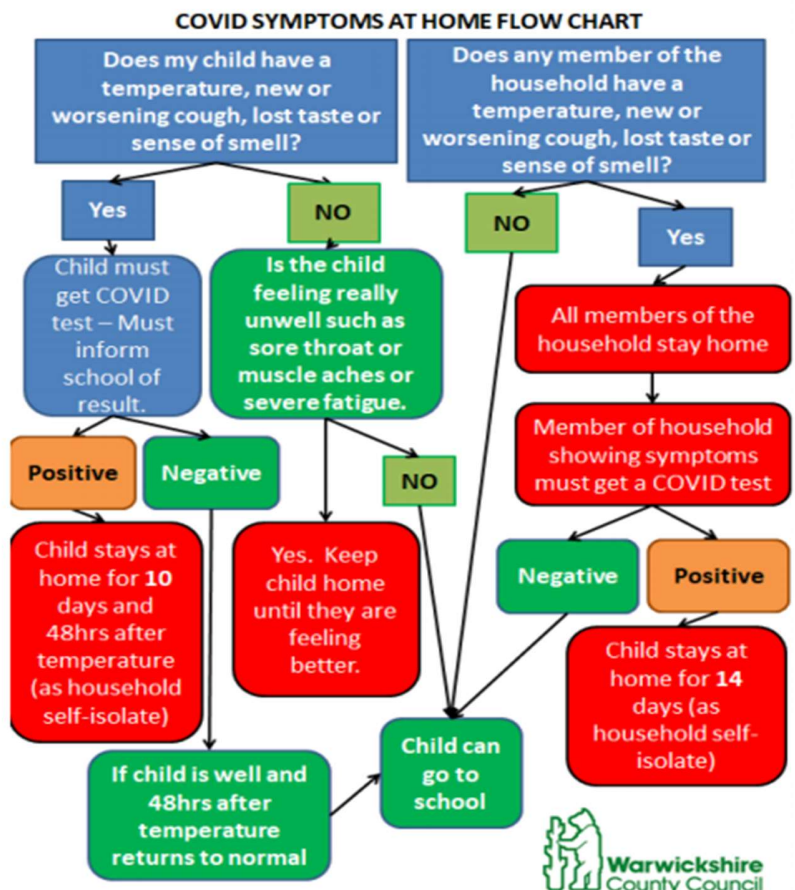 COVID SYMPTOMS AT HOME FLOW CHART
Does my child have a
temperature, new or
worsening cough, lost taste or
sense of smell?
Does any member of the
household have a
temperature, new or
worsening cough, lost taste or
sense of smell?
Yes
NO
NO
Yes
Child must
get COVID
test – Must
inform
school of
result.
Is the child
feeling really
unwell such as
sore throat or
muscle aches or
severe fatigue.
All members of the
household stay home
Member of household
showing symptoms
must get a COVID test
Positive
Negative
NO
Child stays at
home for 10
days and
48hrs after
temperature
(as household
self-isolate)
Yes. Keep
child home
until they are
feeling
better.
Negative
Positive
Child stays at
home for 14
days (as
household self-
isolate)
If child is well and
48hrs after
temperature
returns to normal
Child can
go to
school
Warwickshire
County Council